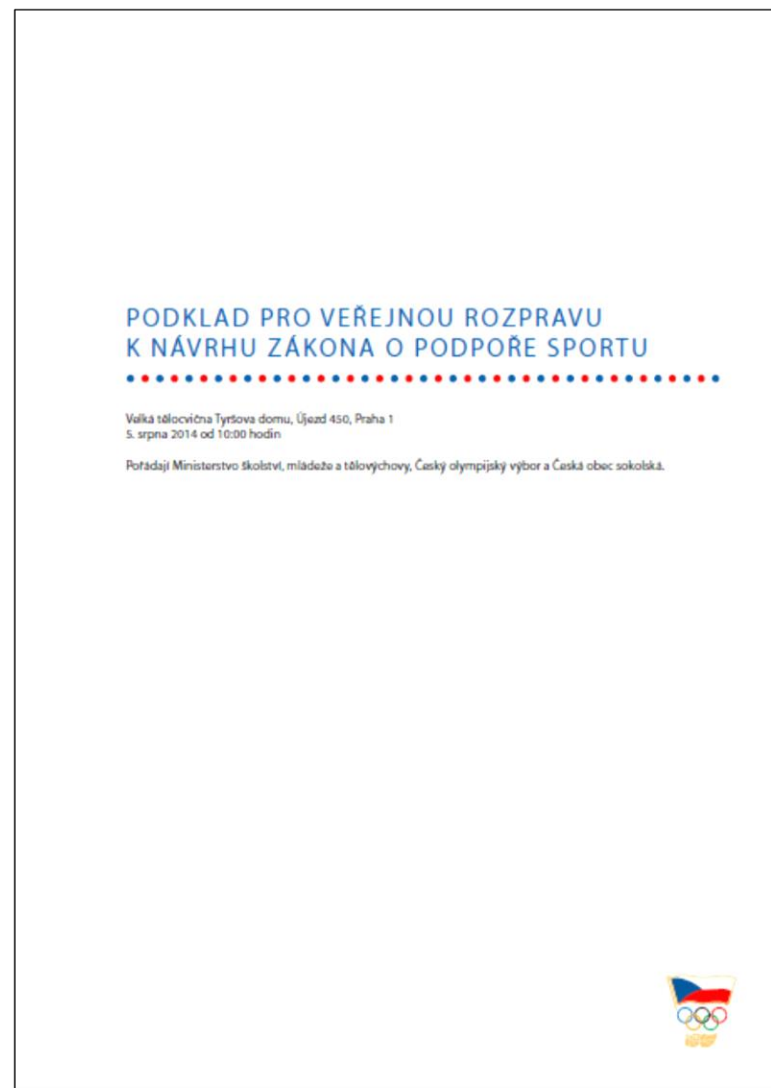 PODKLAD PRO VEŘEJNOU ROZPRAVU
K NÁVRHU ZÁKONA O PODPOŘE SPORTU
Velká tělocvična Tyršova domu, Újezd 450, Praha 1
5. srpna 2014 od 10:00 hodin
Pořádají Ministerstvo školství, mládeže a tělovýchovy, Český olympijský výbor a Česká obec sokolská.